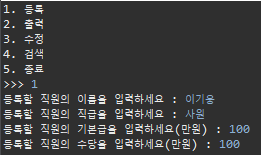 1. 등록
2. 출력
3. 수정
4. 검색
5. 종료
>>> 1
등록할 직원의 이름을 입력하세요 : 이기웅
등록할 직원의 직급을 입력하세요 : 사원
등록할 직원의 기본급을 입력하세요(만원) : 100
등록할 직원의 수당을 입력하세요(만원) : 100